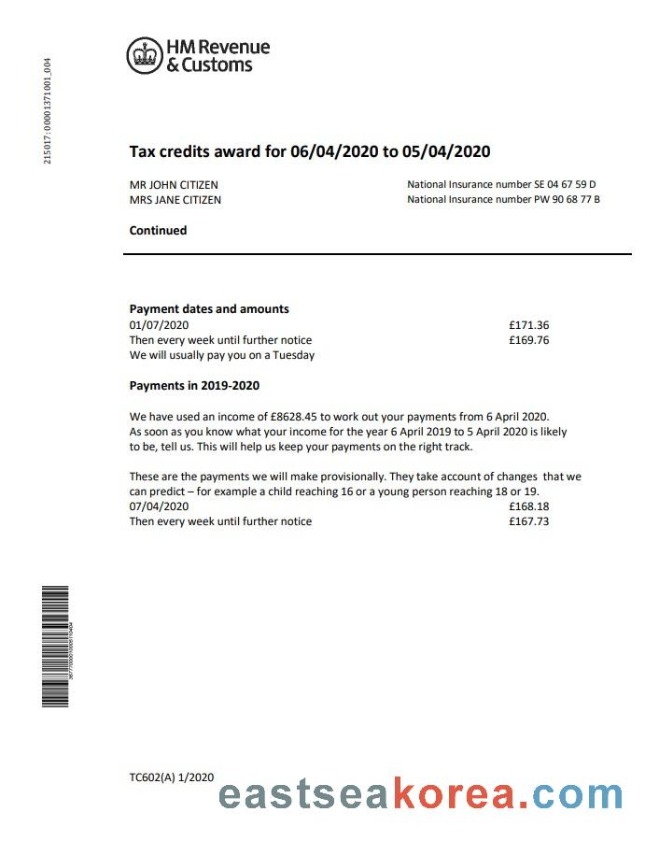 215017:00001371001_004
HM Revenue
& Customs
Tax credits award for 06/04/2020 to 05/04/2020
MR JOHN CITIZEN National Insurance number SE 04 67 59 D
MRS JANE CITIZEN National Insurance number PW 90 68 77 B
Continued
Payment dates and amounts
01/07/2020 £171.36
Then every week until further notice £169.76
We will usually pay you on a Tuesday
Payments in 2019-2020
We have used an income of £8628.45 to work out your payments from 6 April 2020.
As soon as you know what your income for the year 6 April 2019 to 5 April 2020 is likely
to be, tell us. This will help us keep your payments on the right track.
These are the payments we will make provisionally. They take account of changes that we
can predict – for example a child reaching 16 or a young person reaching 18 or 19.
07/04/2020 £168.18
Then every week until further notice £167.73
TC602(A) 1/2020
eastseakorea.com